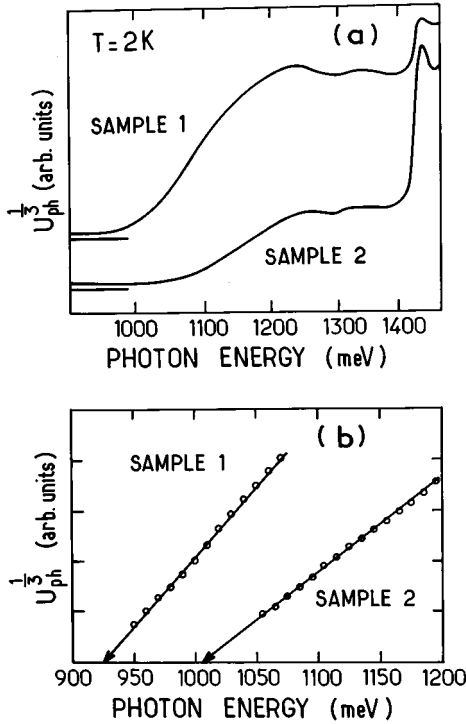 T=2K
(a)
SAMPLE 1
SAMPLE 2
U_ph^{1/3} (arb. units)
1000 1100 1200 1300 1400
PHOTON ENERGY (meV)
(b)
SAMPLE 1
SAMPLE 2
U_ph^{1/3} (arb. units)
900 950 1000 1050 1100 1150 1200
PHOTON ENERGY (meV)